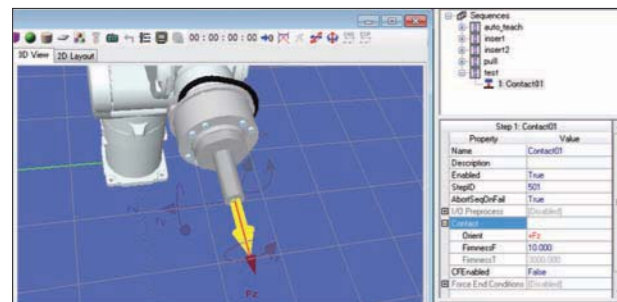 00 : 00 : 00 : 00
3D View 2D Layout
Fz
Sequences
auto_teach
insert1
insert2
pull
test
1: Contact01
Step 1: Contact01
Property Value
Name Contact01
Description
Enabled True
StepID 501
AbortSeqOnFail True
I/O Preprocess [Disabled]
Contact
Orient +Fz
FirmnessF 10.000
FirmnessT 3000.000
CFEnabled False
Force End Conditions [Disabled]